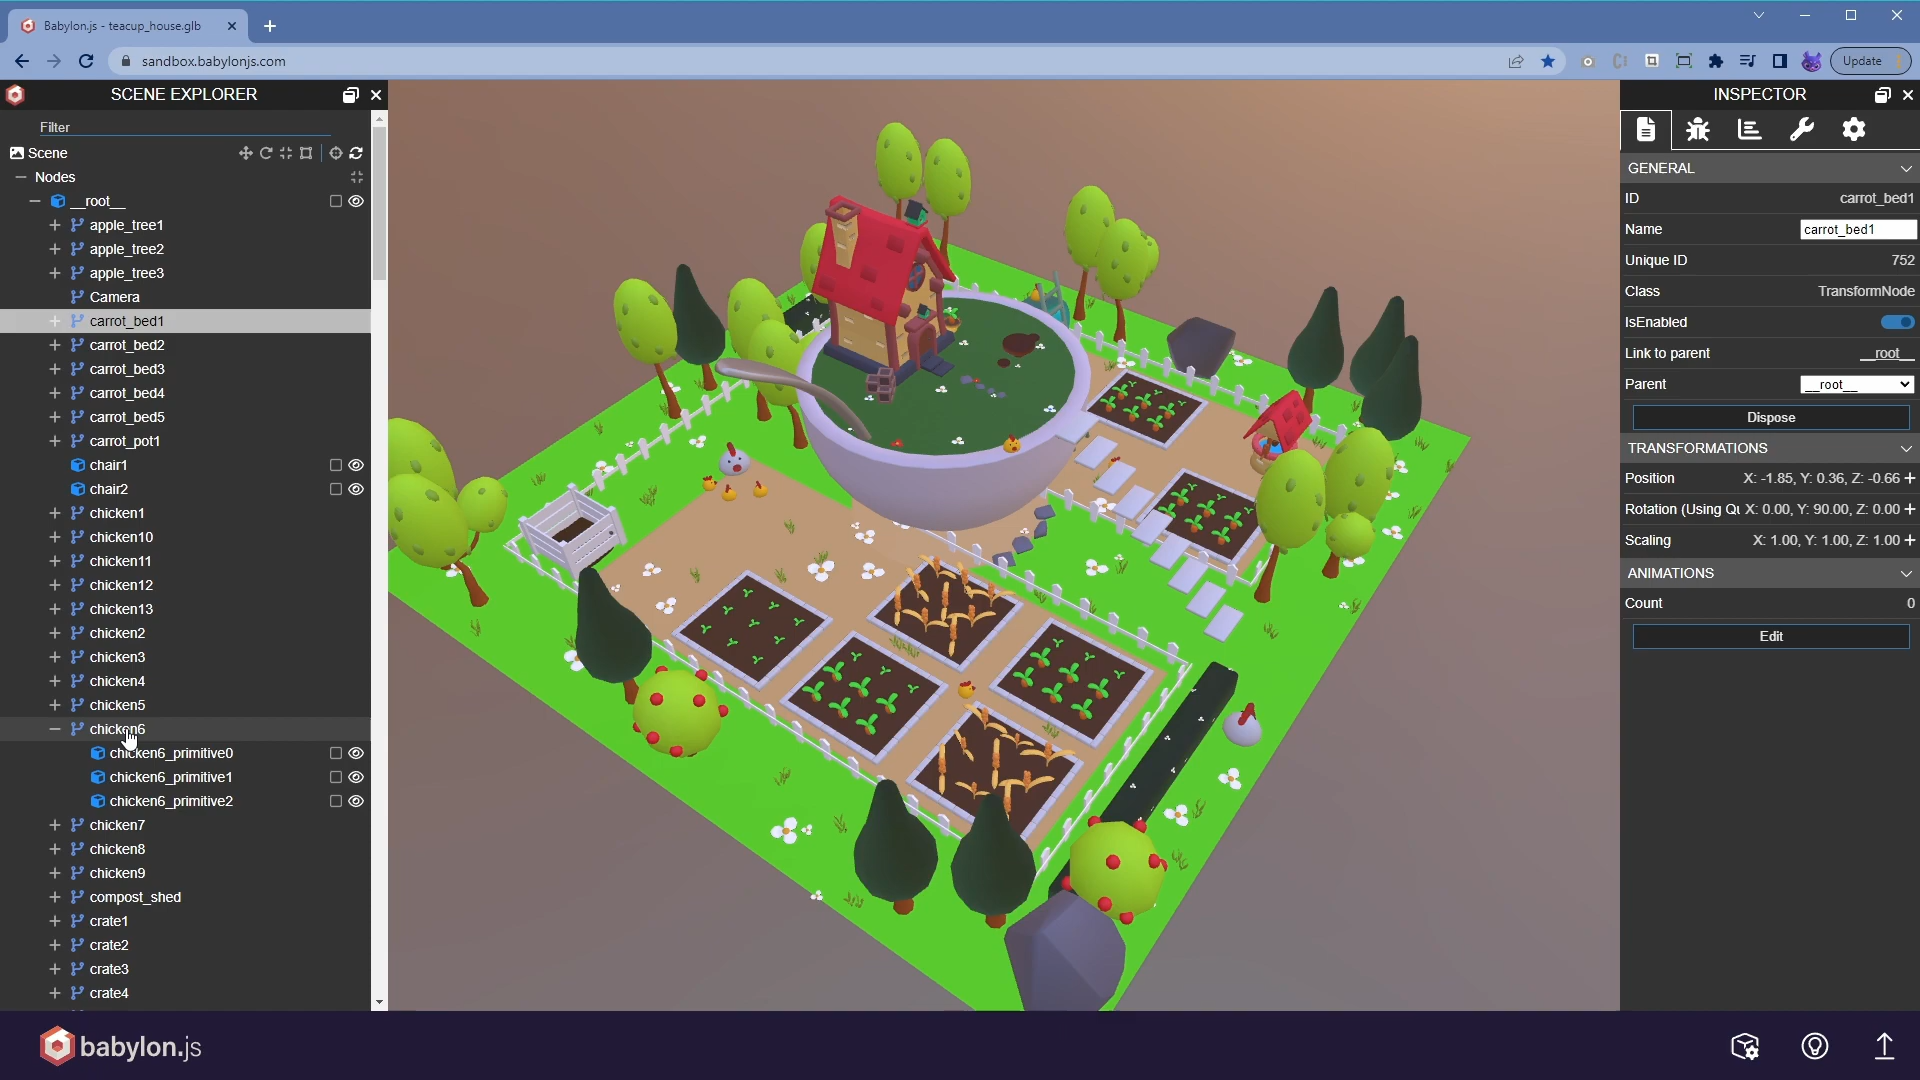 Babylon.js - teacup_house.glb
sandbox.babylonjs.com
Update
SCENE EXPLORER
Filter
Scene
Nodes
__root__
apple_tree1
apple_tree2
apple_tree3
Camera
carrot_bed1
carrot_bed2
carrot_bed3
carrot_bed4
carrot_bed5
carrot_pot1
chair1
chair2
chicken1
chicken10
chicken11
chicken12
chicken13
chicken2
chicken3
chicken4
chicken5
chicken6
chicken6_primitive0
chicken6_primitive1
chicken6_primitive2
chicken7
chicken8
chicken9
compost_shed
crate1
crate2
crate3
crate4
INSPECTOR
GENERAL
ID carrot_bed1
Name carrot_bed1
Unique ID 752
Class TransformNode
IsEnabled
Link to parent __root__
Parent __root__
Dispose
TRANSFORMATIONS
Position X: -1.85, Y: 0.36, Z: -0.66
Rotation (Using Qu X: 0.00, Y: 90.00, Z: 0.00
Scaling X: 1.00, Y: 1.00, Z: 1.00
ANIMATIONS
Count 0
Edit
babylon.js